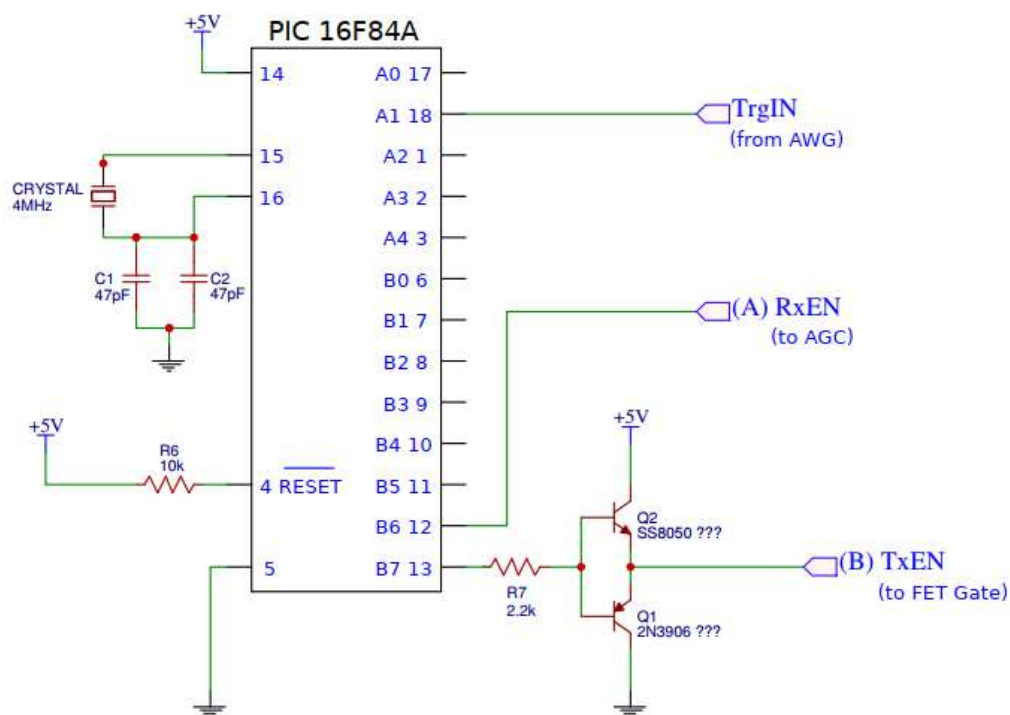 +5V
PIC 16F84A
14
A0 17
A1 18
TrgIN
(from AWG)
15
A2 1
CRYSTAL
4MHz
16
A3 2
A4 3
C1
47pF
C2
47pF
B0 6
B1 7
(A) RxEN
(to AGC)
B2 8
B3 9
+5V
+5V
B4 10
R6
10k
4 RESET
B5 11
B6 12
Q2
SS8050 ???
5
B7 13
R7
2.2k
(B) TxEN
(to FET Gate)
Q1
2N3906 ???